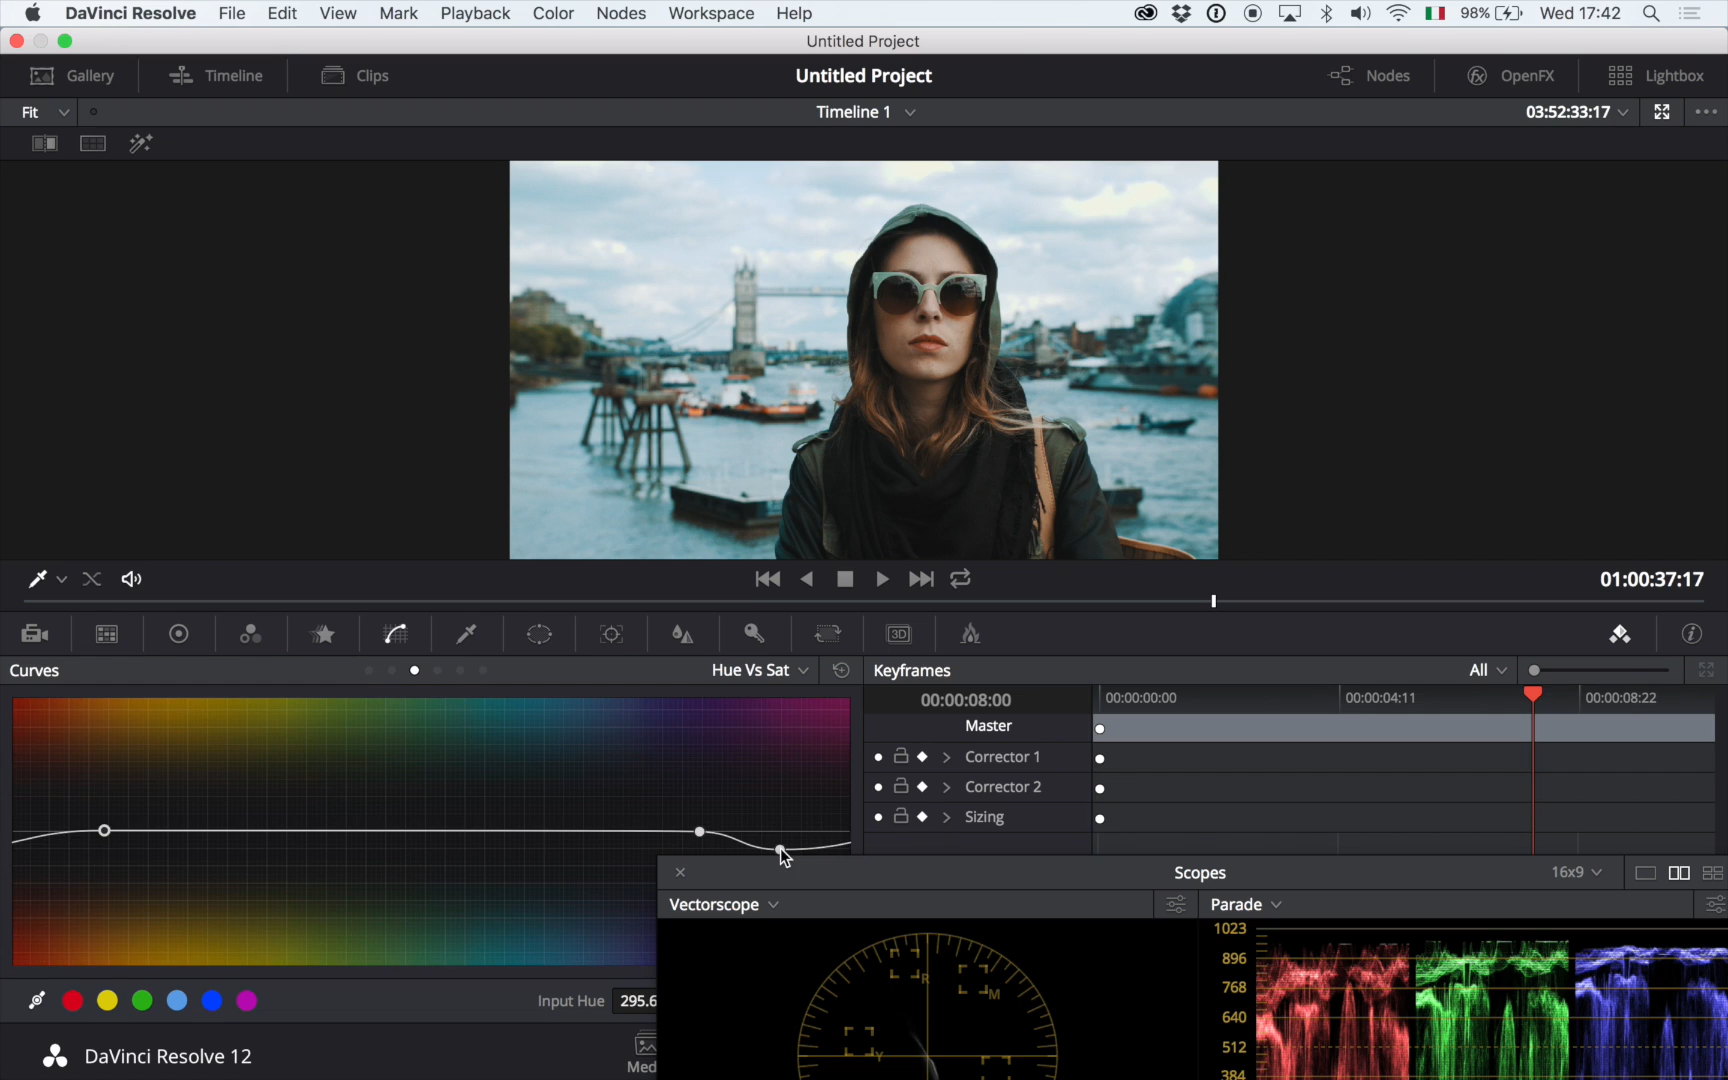 DaVinci Resolve File Edit View Mark Playback Color Nodes Workspace Help 98% Wed 17:42
Untitled Project
Gallery Timeline Clips Untitled Project Nodes OpenFX Lightbox
Fit Timeline 1 03:52:33:17
01:00:37:17
3D
Curves Hue Vs Sat Keyframes All
00:00:08:00 00:00:00:00 00:00:04:11 00:00:08:22
Master
Corrector 1
Corrector 2
Sizing
Scopes 16x9
Vectorscope Parade
1023
896
768
640
512
384
R
M
Y
Input Hue 295.6
DaVinci Resolve 12 Med